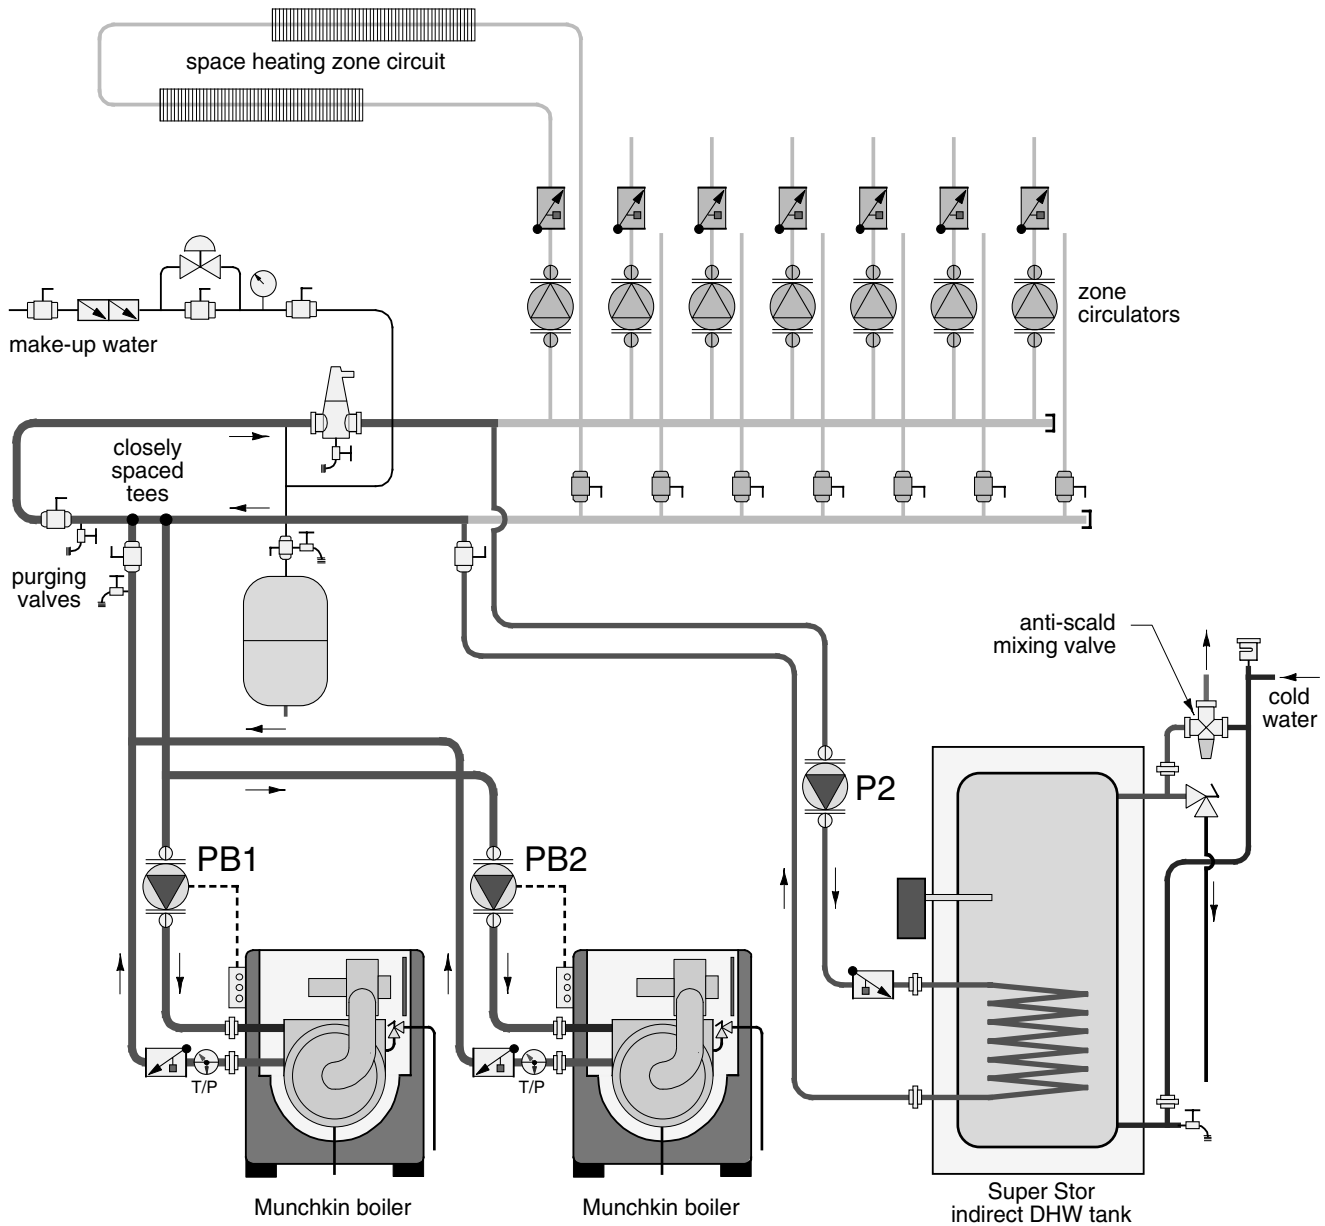 space heating zone circuit
zone
circulators
make-up water
closely
spaced
tees
purging
valves
anti-scald
mixing valve
cold
water
P2
PB1
PB2
T/P
T/P
Munchkin boiler
Munchkin boiler
Super Stor
indirect DHW tank